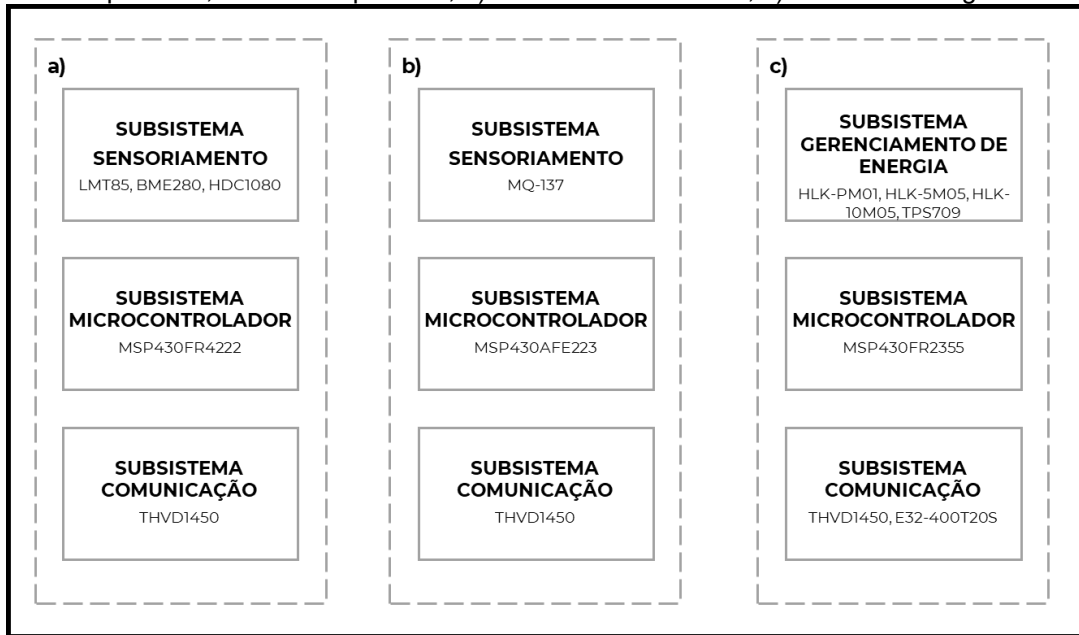 a)
SUBSISTEMA
SENSORIAMENTO
LMT85, BME280, HDC1080
SUBSISTEMA
MICROCONTROLADOR
MSP430FR4222
SUBSISTEMA
COMUNICAÇÃO
THVD1450
b)
SUBSISTEMA
SENSORIAMENTO
MQ-137
SUBSISTEMA
MICROCONTROLADOR
MSP430AFE223
SUBSISTEMA
COMUNICAÇÃO
THVD1450
c)
SUBSISTEMA
GERENCIAMENTO DE
ENERGIA
HLK-PM01, HLK-5M05, HLK-
10M05, TPS709
SUBSISTEMA
MICROCONTROLADOR
MSP430FR2355
SUBSISTEMA
COMUNICAÇÃO
THVD1450, E32-400T20S